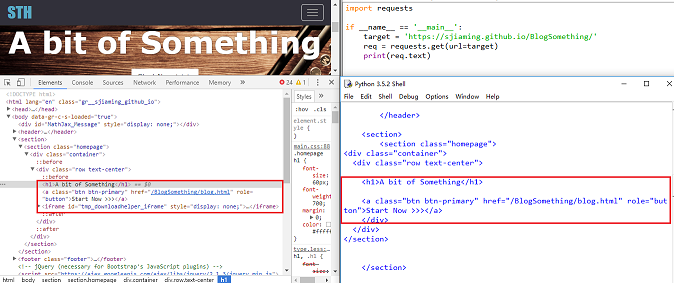 STH
A bit of Something
Elements Console Sources Network Timeline Performance Memory » 24 1
<!DOCTYPE html>
<html lang="en" class="gr__sjiaming_github_io">
<head>…</head>
<body data-gr-c-s-loaded="true">
<div id="MathJax_Message" style="display: none;"></div>
<header>…</header>
<section>
<section class="homepage">
<div class="container">
::before
<div class="row text-center">
::before
<h1>A bit of Something</h1> == $0
<a class="btn btn-primary" href="/BlogSomething/blog.html" role=
"button">Start Now >>></a>
<iframe id="tmp_downloadhelper_iframe" style="display: none;">…</iframe>
::after
</div>
::after
</div>
</section>
</section>
<footer class="footer">…</footer>
<!-- jQuery (necessary for Bootstrap's JavaScript plugins) -->
html body section section.homepage div.container div.row.text-center h1
:hov .cls
element.st
yle {
}
main.css:88
.homepage
h1 {
font-
size:
60px;
font-
weight:
700;
margin:
0;
color:
#fffff
}
type.less:
h1, .h1 {
font-
import requests
if __name__ == '__main__':
target = 'https://sjiaming.github.io/BlogSomething/'
req = requests.get(url=target)
print(req.text)
Python 3.5.2 Shell
File Edit Shell Debug Options Window Help
</header>
<section>
<section class="homepage">
<div class="container">
<div class="row text-center">
<h1>A bit of Something</h1>
<a class="btn btn-primary" href="/BlogSomething/blog.html" role="but
ton">Start Now >>></a>
</div>
</div>
</section>
</section>